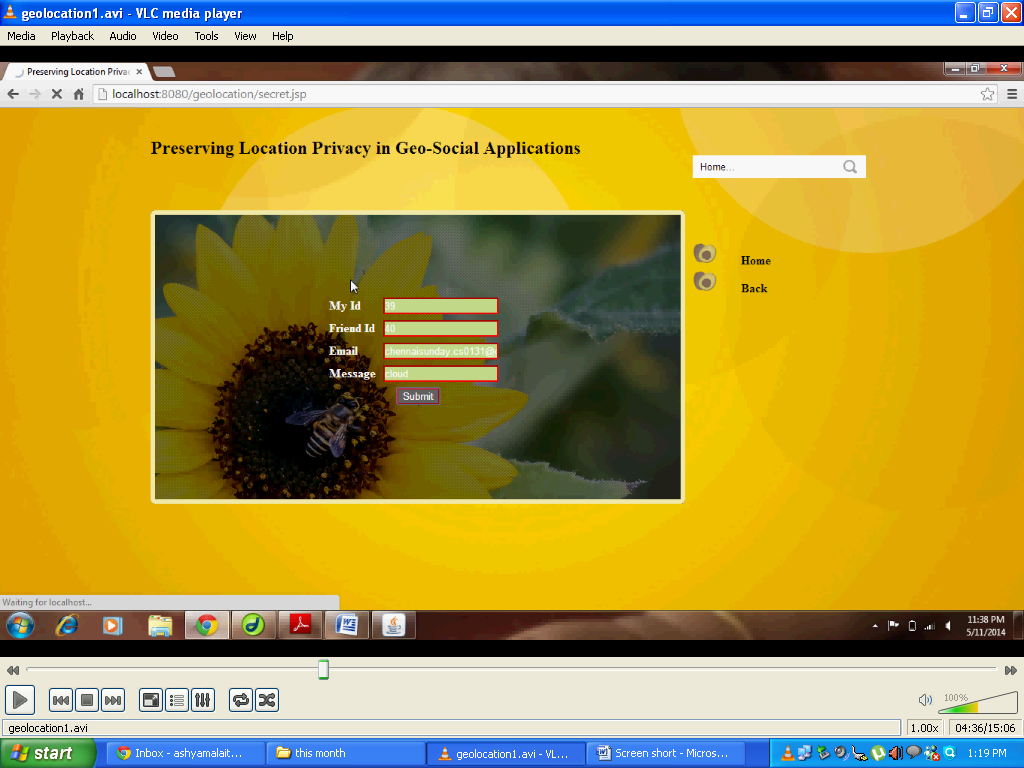 geolocation1.avi - VLC media player
Media Playback Audio Video Tools View Help
Preserving Location Priva
localhost:8080/geolocation/secret.jsp
Preserving Location Privacy in Geo-Social Applications
Home...
Home
Back
My Id 39
Friend Id 40
Email chennaisunday.cs0131@
Message cloud
Submit
Waiting for localhost...
11:38 PM
5/11/2014
100%
geolocation1.avi 1.00x 04:36/15:06
start Inbox - ashyamalait... this month geolocation1.avi - VL... Screen short - Micros... 1:19 PM